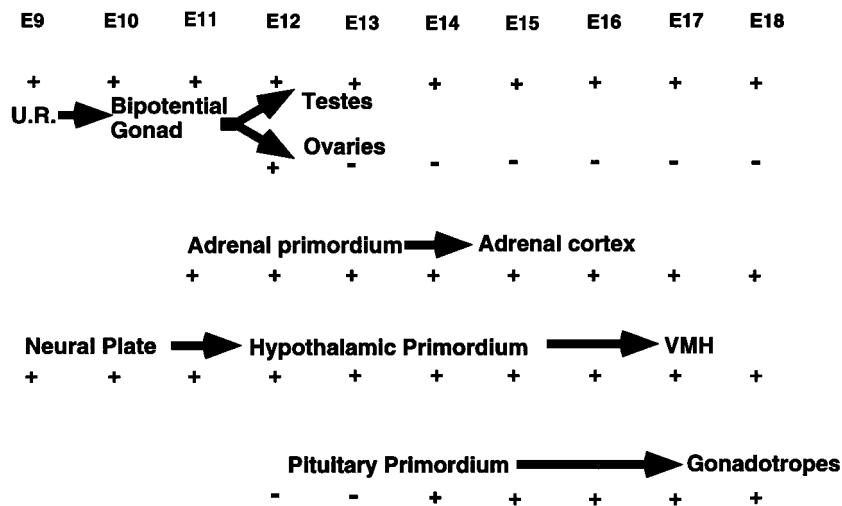 E9 E10 E11 E12 E13 E14 E15 E16 E17 E18
+ + + + + + + + + +
U.R. Bipotential Gonad Testes
Ovaries
+ - - - - - -
Adrenal primordium Adrenal cortex
+ + + + + + + +
Neural Plate Hypothalamic Primordium VMH
+ + + + + + + + + +
Pituitary Primordium Gonadotropes
- - + + + + +